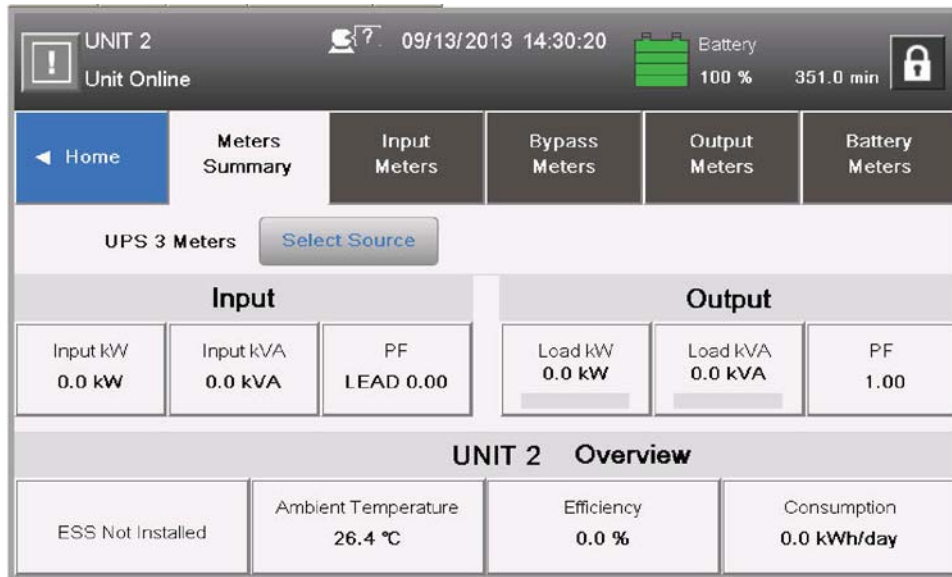 UNIT 2
Unit Online
!
? 09/13/2013 14:30:20
Battery
100 % 351.0 min
◄ Home
Meters
Summary
Input
Meters
Bypass
Meters
Output
Meters
Battery
Meters
UPS 3 Meters
Select Source
Input
Output
Input kW
0.0 kW
Input kVA
0.0 kVA
PF
LEAD 0.00
Load kW
0.0 kW
Load kVA
0.0 kVA
PF
1.00
UNIT 2 Overview
ESS Not Installed
Ambient Temperature
26.4 °C
Efficiency
0.0 %
Consumption
0.0 kWh/day